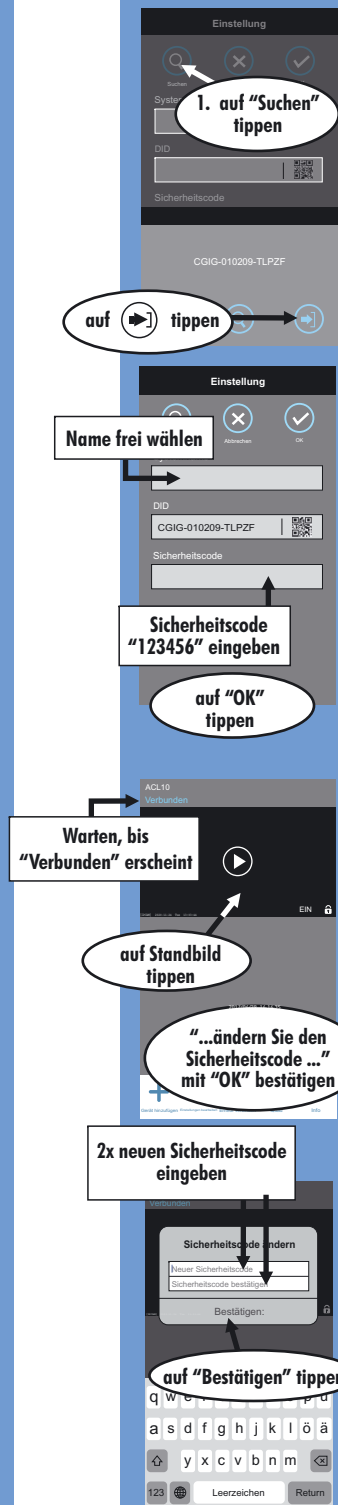 Einstellung
Suchen
1. auf “Suchen”
tippen
System
DID
Sicherheitscode
CGIG-010209-TLPZF
auf tippen
Einstellung
Abbrechen OK
Name frei wählen
DID
CGIG-010209-TLPZF
Sicherheitscode
Sicherheitscode
“123456” eingeben
auf “OK”
tippen
ACL10
Verbunden
Warten, bis
“Verbunden” erscheint
EIN
auf Standbild
tippen
“...ändern Sie den
Sicherheitscode ...”
mit “OK” bestätigen
Gerät hinzufügen Info
2x neuen Sicherheitscode
eingeben
Verbunden
Sicherheitscode ändern
Neuer Sicherheitscode
Sicherheitscode bestätigen
Bestätigen:
auf “Bestätigen” tippen
q w e p ü
a s d f g h j k l ö ä
y x c v b n m
123 Leerzeichen Return